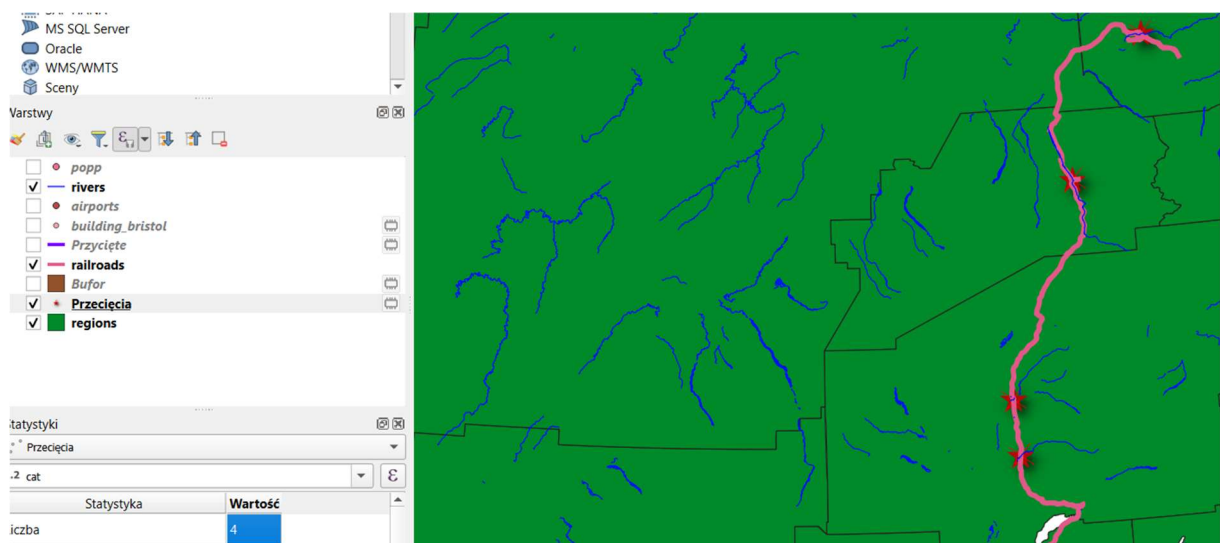 MS SQL Server
Oracle
WMS/WMTS
Sceny
Warstwy
popp
rivers
airports
building_bristol
Przycięte
railroads
Bufor
Przecięcia
regions
Statystyki
Przecięcia
.2 cat
ε
Statystyka Wartość
Liczba 4